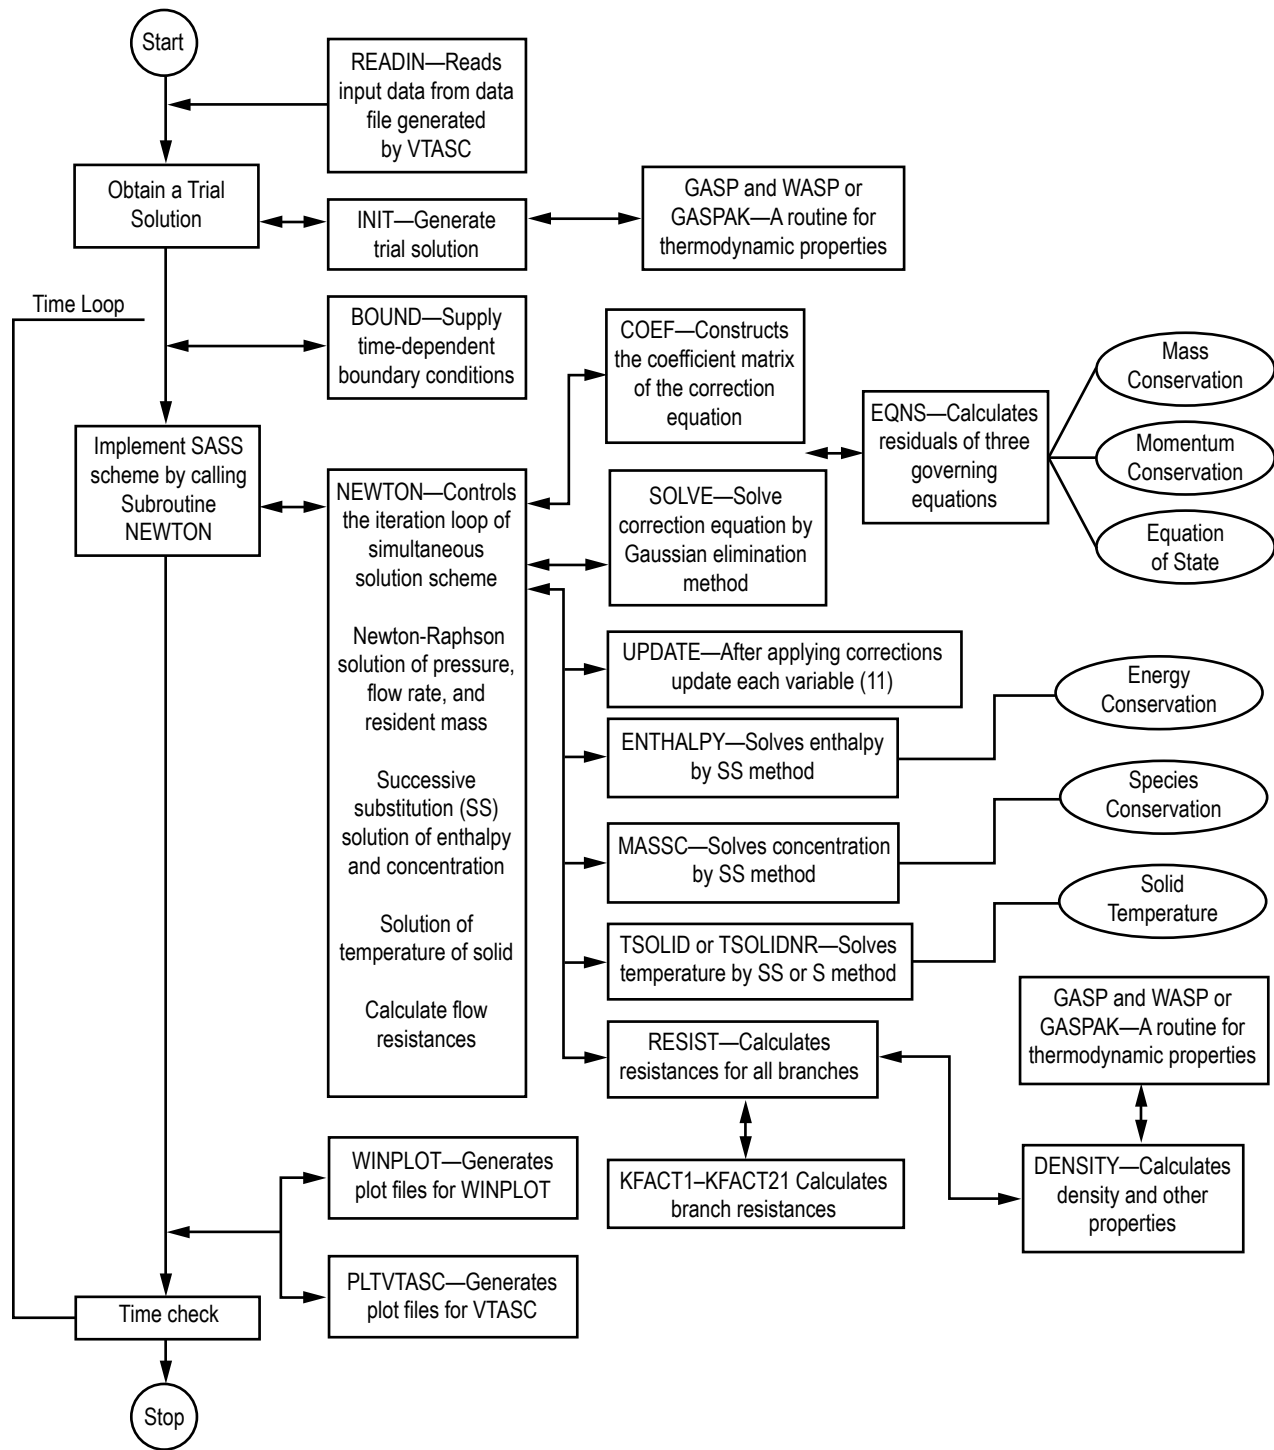 Start
READIN—Reads
input data from data
file generated
by VTASC
Obtain a Trial
Solution
INIT—Generate
trial solution
GASP and WASP or
GASPAK—A routine for
thermodynamic properties
Time Loop
BOUND—Supply
time-dependent
boundary conditions
COEF—Constructs
the coefficient matrix
of the correction
equation
EQNS—Calculates
residuals of three
governing
equations
Mass
Conservation
Momentum
Conservation
Equation
of State
Implement SASS
scheme by calling
Subroutine
NEWTON
NEWTON—Controls
the iteration loop of
simultaneous
solution scheme
Newton-Raphson
solution of pressure,
flow rate, and
resident mass
Successive
substitution (SS)
solution of enthalpy
and concentration
Solution of
temperature of solid
Calculate flow
resistances
SOLVE—Solve
correction equation by
Gaussian elimination
method
UPDATE—After applying corrections
update each variable (11)
ENTHALPY—Solves enthalpy
by SS method
Energy
Conservation
MASSC—Solves concentration
by SS method
Species
Conservation
TSOLID or TSOLIDNR—Solves
temperature by SS or S method
Solid
Temperature
RESIST—Calculates
resistances for all branches
GASP and WASP or
GASPAK—A routine for
thermodynamic properties
KFACT1–KFACT21 Calculates
branch resistances
DENSITY—Calculates
density and other
properties
WINPLOT—Generates
plot files for WINPLOT
PLTVTASC—Generates
plot files for VTASC
Time check
Stop